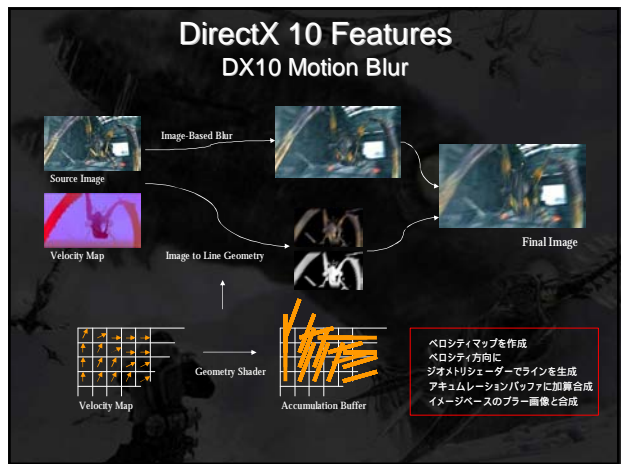 DirectX 10 Features
DX10 Motion Blur
Image-Based Blur
Source Image
Velocity Map
Image to Line Geometry
Final Image
Geometry Shader
Velocity Map
Accumulation Buffer
ベロシティマップを作成
ベロシティ方向に
ジオメトリシェーダーでラインを生成
アキュムレーションバッファに加算合成
イメージベースのブラー画像と合成